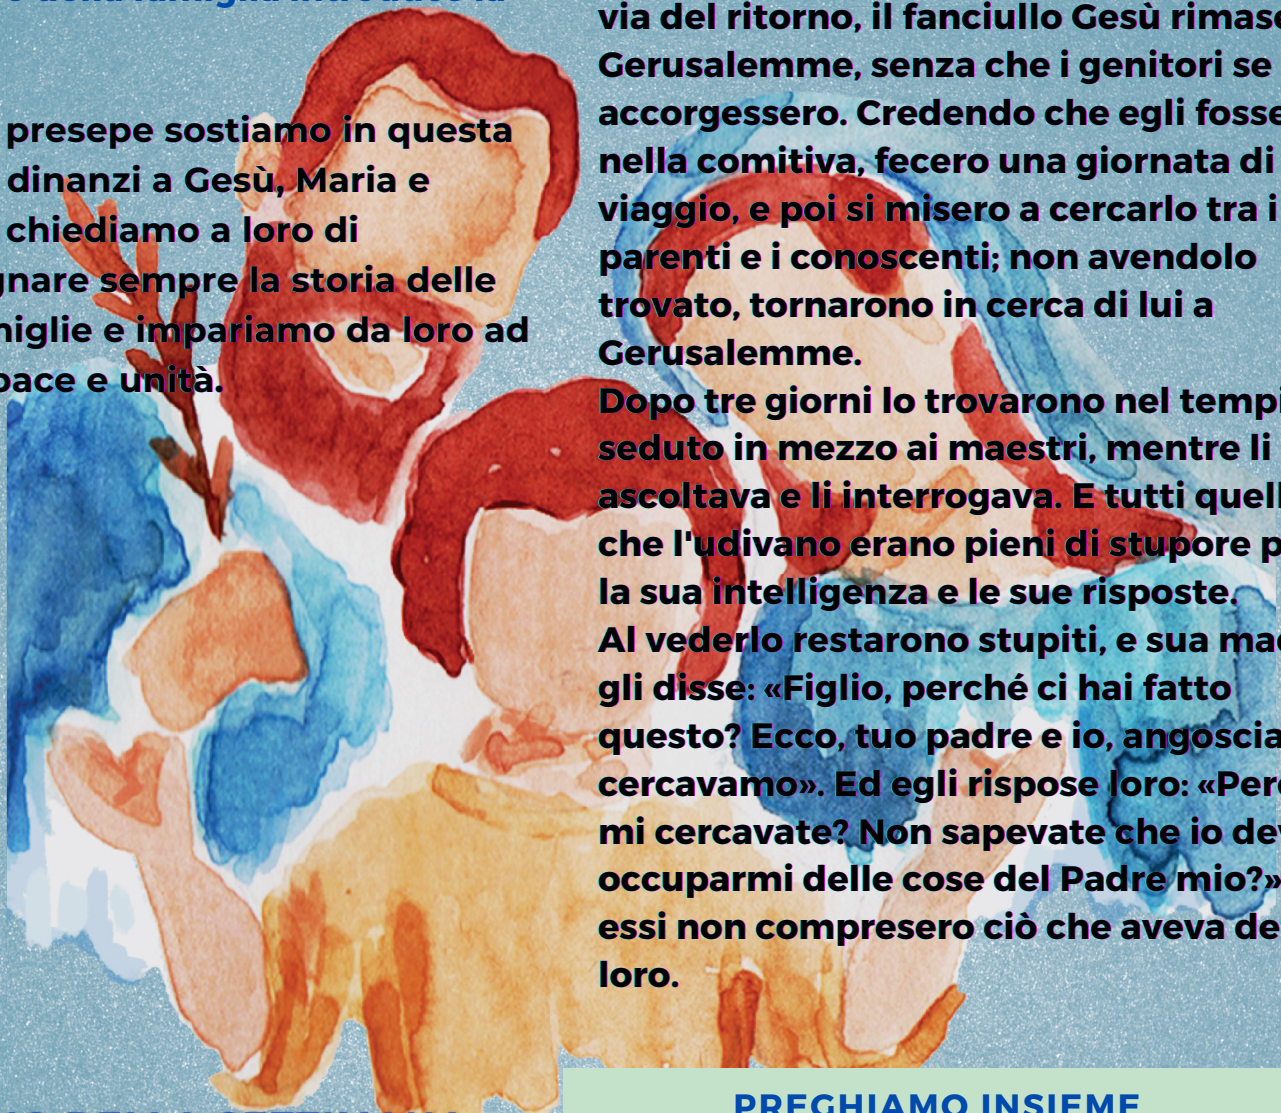 presepe sostiamo in questa
dinanzi a Gesù, Maria e
chiediamo a loro di
gnare sempre la storia delle
niglie e impariamo da loro ad
pace e unità.
via del ritorno, il fanciullo Gesù rimase
Gerusalemme, senza che i genitori se
accorgessero. Credendo che egli fosse
nella comitiva, fecero una giornata di
viaggio, e poi si misero a cercarlo tra i
parenti e i conoscenti; non avendolo
trovato, tornarono in cerca di lui a
Gerusalemme.
Dopo tre giorni lo trovarono nel tempi
seduto in mezzo ai maestri, mentre li
ascoltava e li interrogava. E tutti quell
che l'udivano erano pieni di stupore p
la sua intelligenza e le sue risposte.
Al vederlo restarono stupiti, e sua mad
gli disse: «Figlio, perché ci hai fatto
questo? Ecco, tuo padre e io, angoscia
cercavamo». Ed egli rispose loro: «Perc
mi cercavate? Non sapevate che io dev
occuparmi delle cose del Padre mio?»
essi non compresero ciò che aveva de
loro.
PREGHIAMO INSIEME